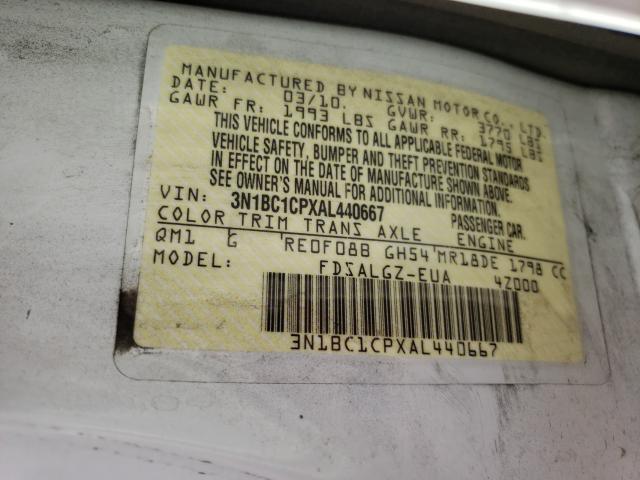 MANUFACTURED BY NISSAN MOTOR CO., LTD.
DATE: 03/10. GVWR: 3770 LBS
GAWR FR: 1993 LBS GAWR RR: 1795 LBS
THIS VEHICLE CONFORMS TO ALL APPLICABLE FEDERAL MOTOR
VEHICLE SAFETY, BUMPER AND THEFT PREVENTION STANDARDS
IN EFFECT ON THE DATE OF MANUFACTURE SHOWN ABOVE.
SEE OWNER'S MANUAL FOR ADDITIONAL INFORMATION.
VIN: 3N1BC1CPXAL440667 PASSENGER CAR.
COLOR TRIM TRANS AXLE ENGINE
QM1 G RE0F08B GH54 MR18DE 1798 CC
MODEL: FDSALGZ-EUA 4Z000
3N1BC1CPXAL440667